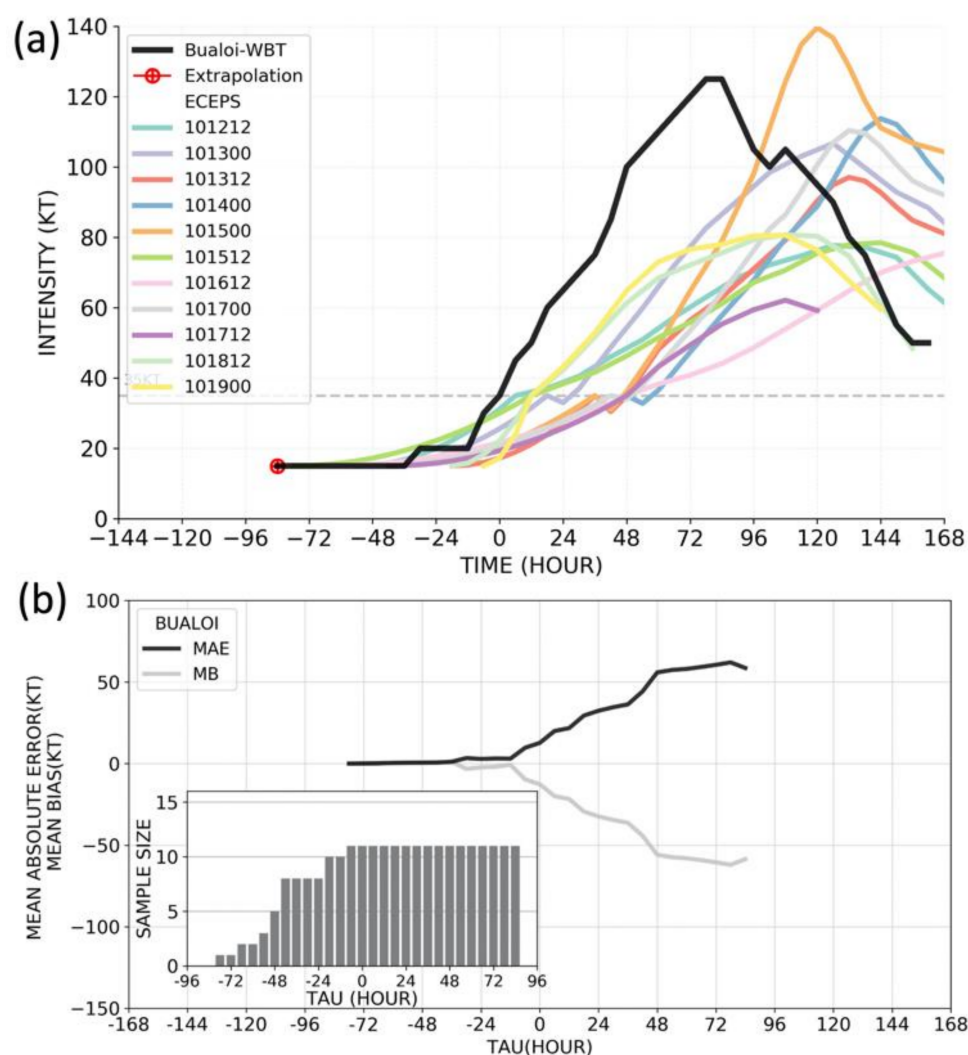 (a)
140
120
100
80
60
40
20
0
INTENSITY (KT)
Bualoi-WBT
Extrapolation
ECEPS
101212
101300
101312
101400
101500
101512
101612
101700
101712
101812
101900
35KT
−144 −120 −96 −72 −48 −24 0 24 48 72 96 120 144 168
TIME (HOUR)
(b)
100
50
0
−50
−100
−150
MEAN ABSOLUTE ERROR(KT)
MEAN BIAS(KT)
BUALOI
MAE
MB
15
10
5
0
SAMPLE SIZE
-96 -72 -48 -24 0 24 48 72 96
TAU (HOUR)
-168 -144 -120 -96 -72 -48 -24 0 24 48 72 96 120 144 168
TAU(HOUR)